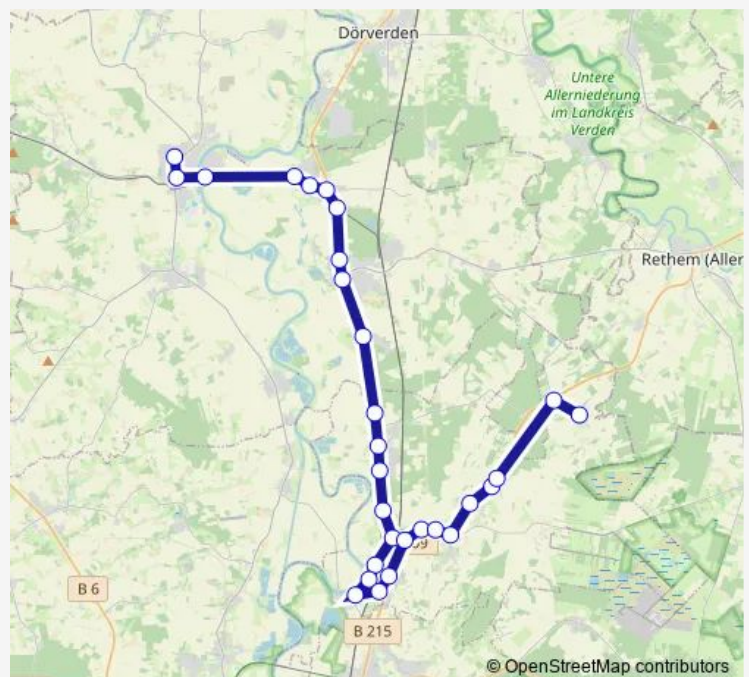 Dörverden
Untere
Allerniederung
im Landkreis
Verden
Rethem (Aller
B 6
B 215
© OpenStreetMap contributors